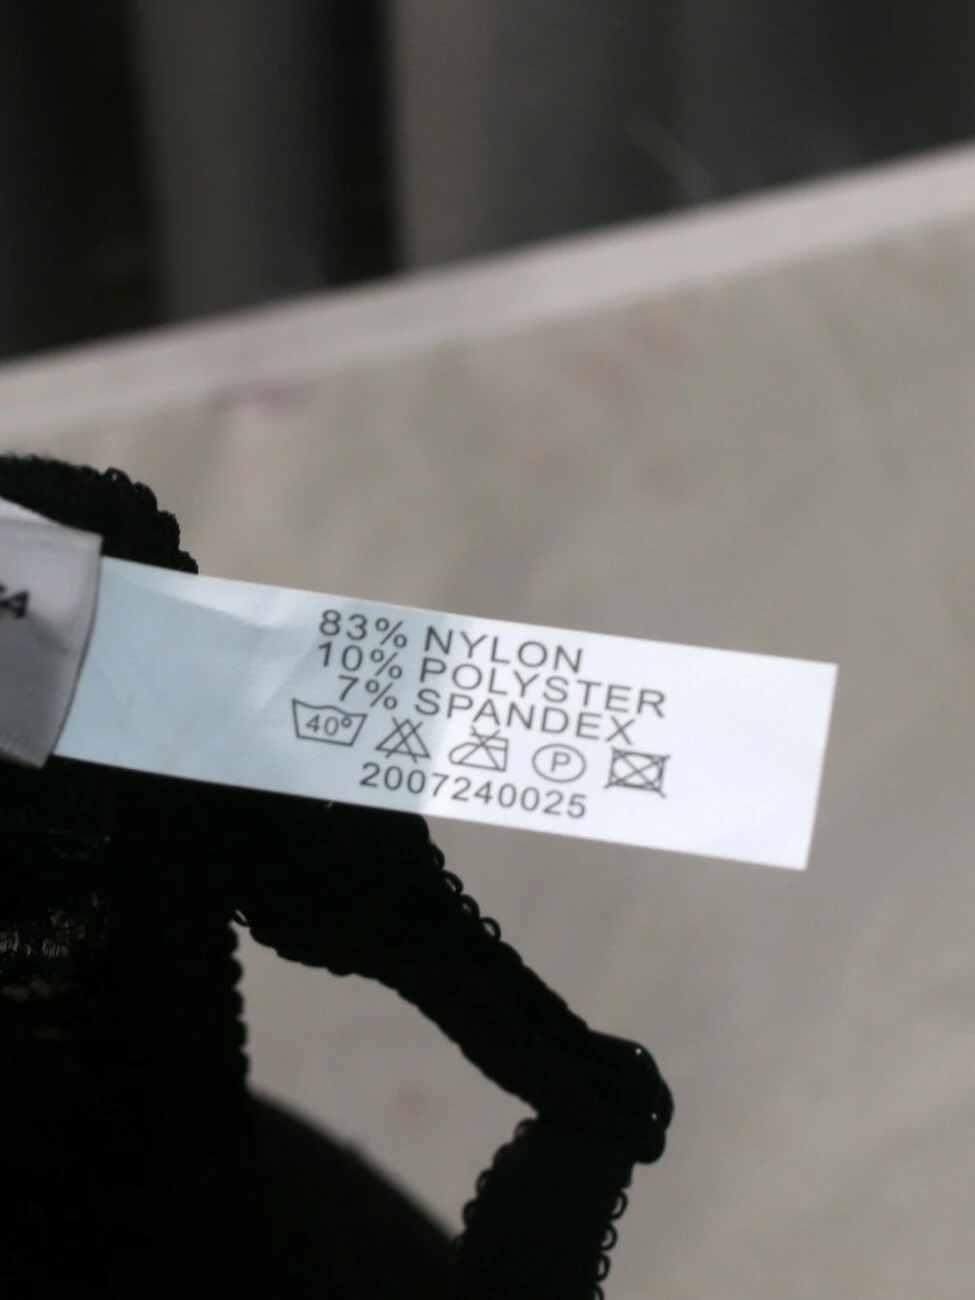 83% NYLON
10% POLYSTER
7% SPANDEX
40° P
2007240025